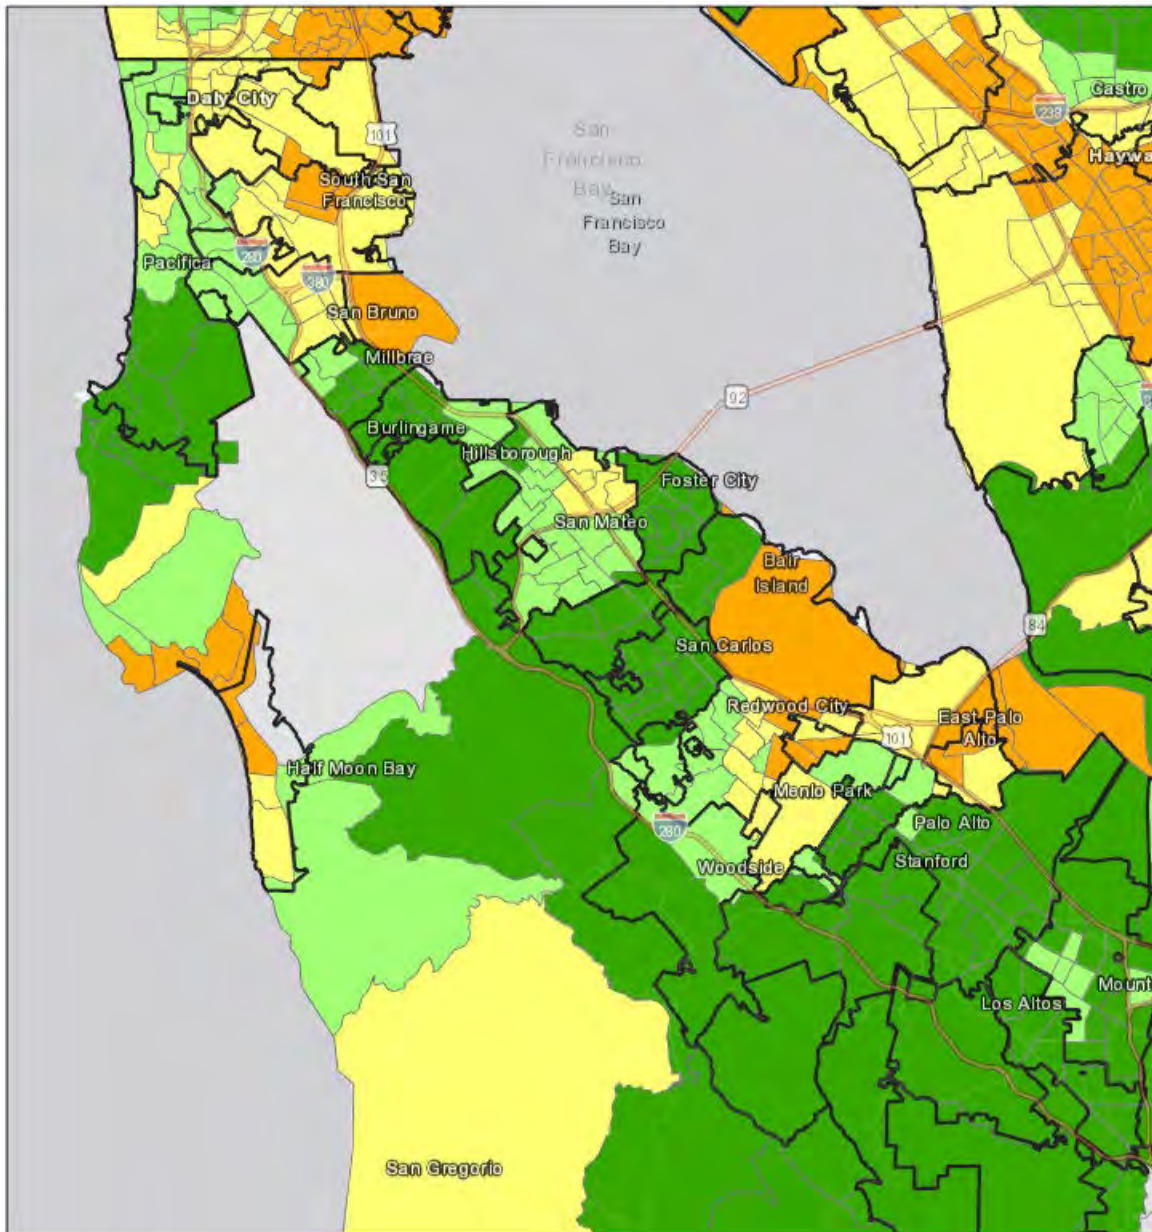 Daly City
101
238
Castro
Haywa
San
Francisco
Bay
San
Francisco
Bay
South San
Francisco
Pacifica
280
380
San Bruno
Millbrae
92
Burlingame
Hillsborough
35
Foster City
San Mateo
Bair
Island
84
San Carlos
Redwood City
East Palo
Alto
101
Half Moon Bay
Menlo Park
280
Palo Alto
Woodside
Stanford
Mount
Los Altos
San Gregorio